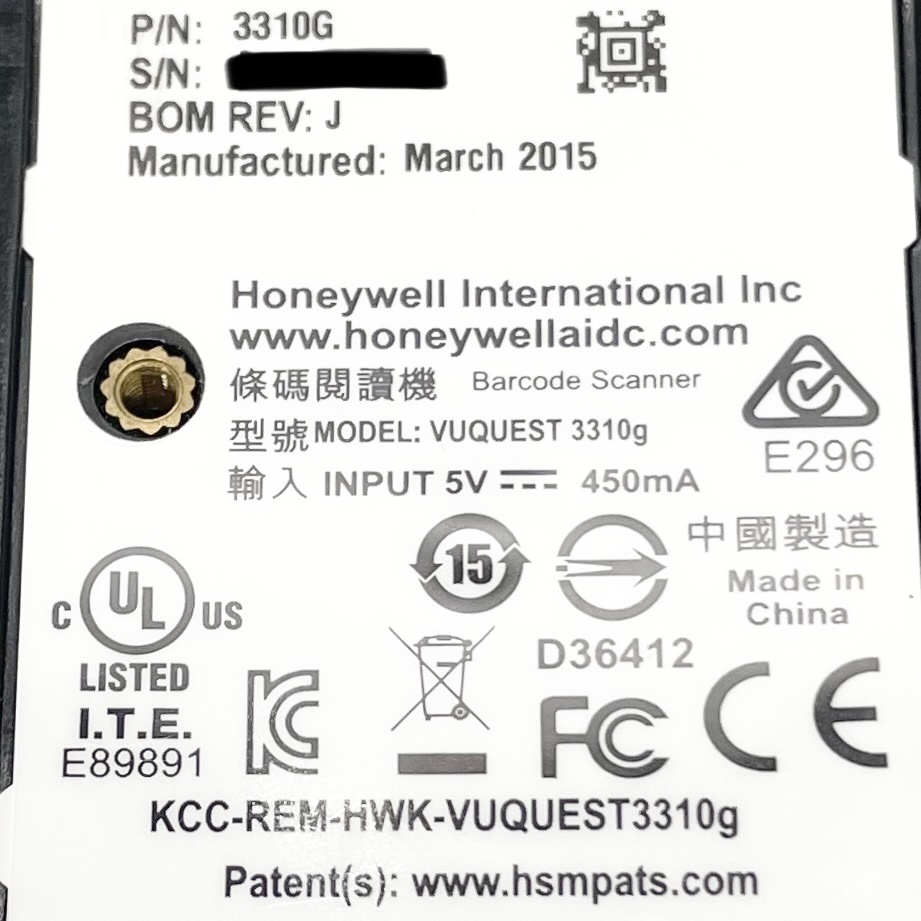 P/N: 3310G
S/N:
BOM REV: J
Manufactured: March 2015
Honeywell International Inc
www.honeywellaidc.com
條碼閱讀機 Barcode Scanner
型號 MODEL: VUQUEST 3310g
輸入 INPUT 5V 450mA
E296
中國製造
Made in
China
15
D36412
C UL US
LISTED
I.T.E.
E89891
KC
FC
CE
KCC-REM-HWK-VUQUEST3310g
Patent(s): www.hsmpats.com